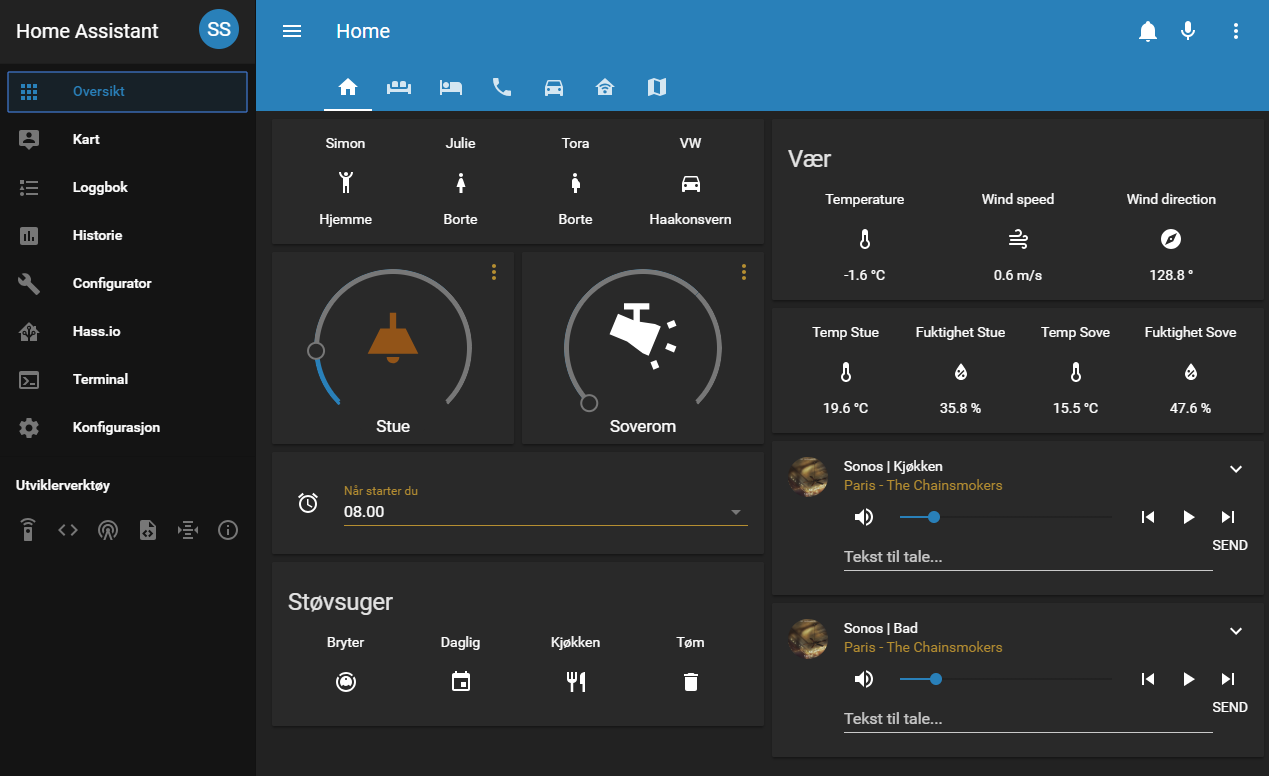 Home Assistant
SS
Home
Oversikt
Kart
Loggbok
Historie
Configurator
Hass.io
Terminal
Konfigurasjon
Utviklerverktøy
Simon Julie Tora VW
Hjemme Borte Borte Haakonsvern
Stue Soverom
Når starter du
08.00
Støvsuger
Bryter Daglig Kjøkken Tøm
Vær
Temperature Wind speed Wind direction
-1.6 °C 0.6 m/s 128.8 °
Temp Stue Fuktighet Stue Temp Sove Fuktighet Sove
19.6 °C 35.8 % 15.5 °C 47.6 %
Sonos | Kjøkken
Paris - The Chainsmokers
SEND
Tekst til tale...
Sonos | Bad
Paris - The Chainsmokers
SEND
Tekst til tale...